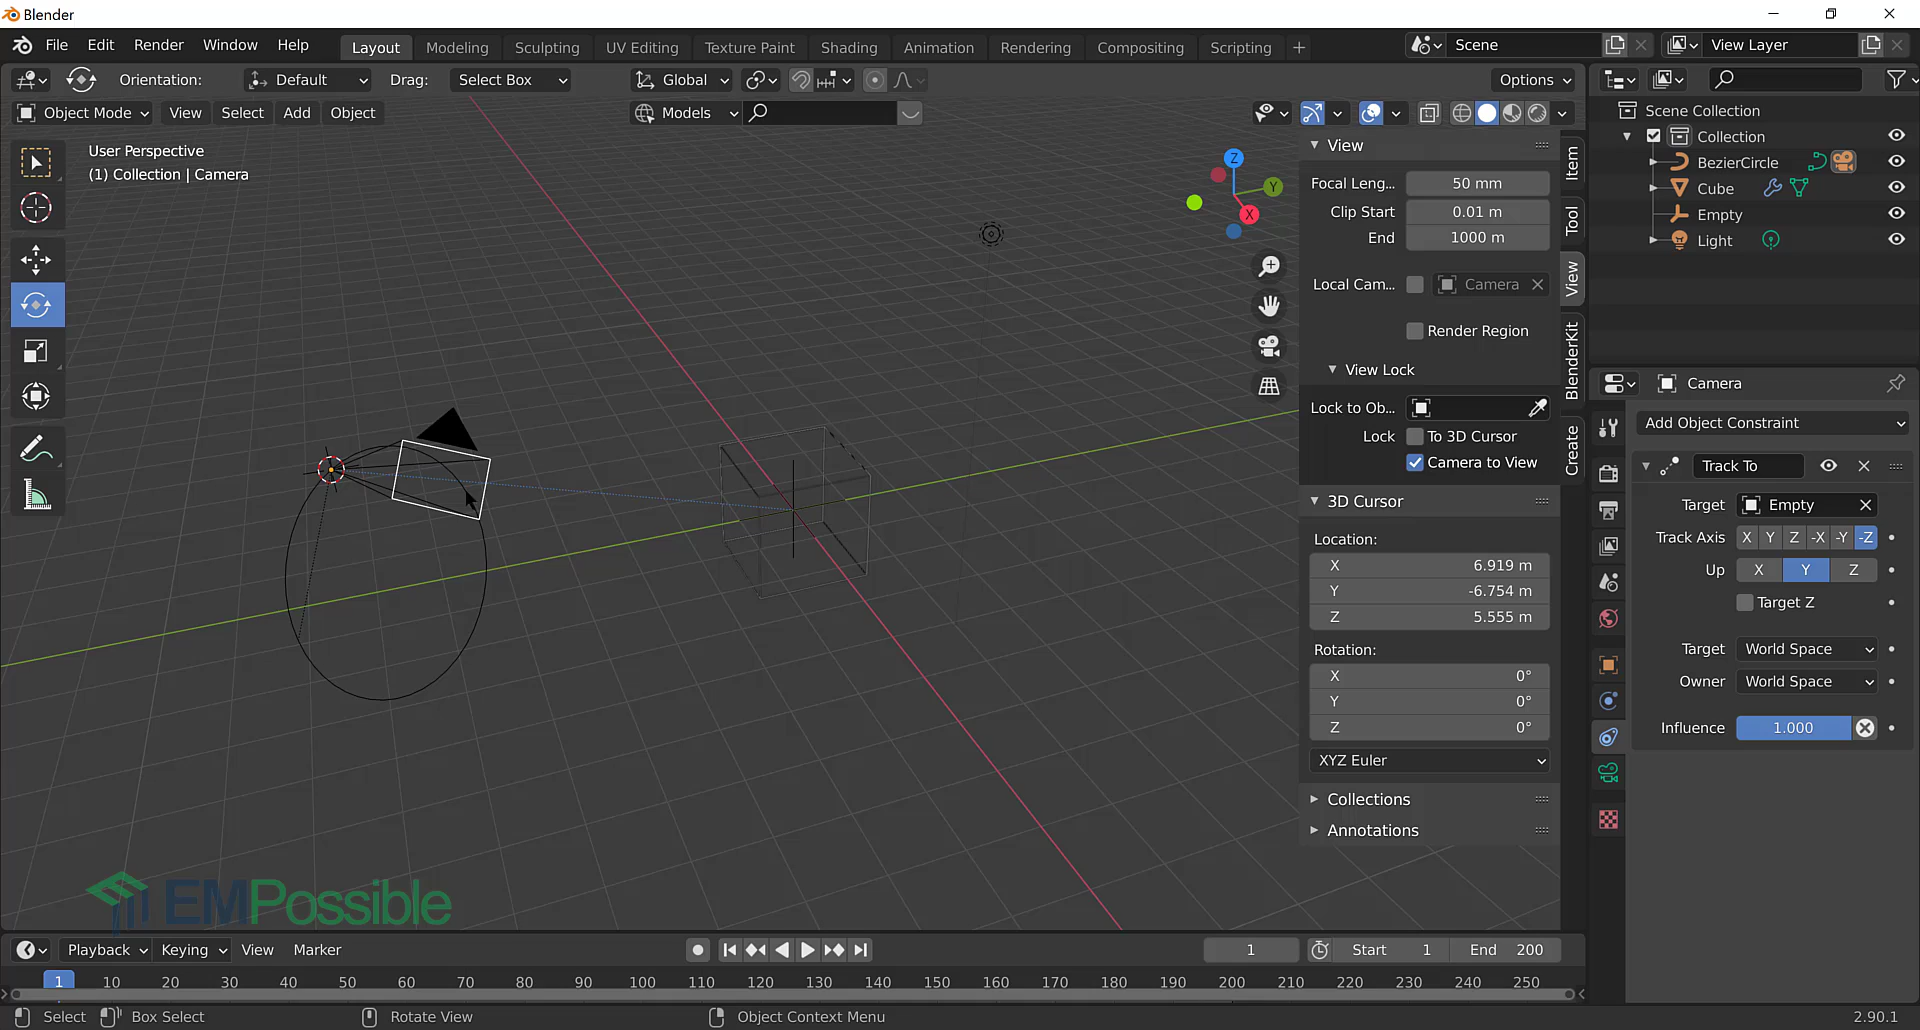 Blender
File Edit Render Window Help Layout Modeling Sculpting UV Editing Texture Paint Shading Animation Rendering Compositing Scripting + Scene View Layer
Orientation: Default Drag: Select Box Global Options
Object Mode View Select Add Object Models
User Perspective
(1) Collection | Camera
Z
Y
X
View
Focal Leng... 50 mm
Clip Start 0.01 m
End 1000 m
Local Cam... Camera
Render Region
View Lock
Lock to Ob...
Lock To 3D Cursor
Camera to View
3D Cursor
Location:
X 6.919 m
Y -6.754 m
Z 5.555 m
Rotation:
X 0°
Y 0°
Z 0°
XYZ Euler
Collections
Annotations
Item
Tool
View
BlenderKit
Create
Scene Collection
Collection
BezierCircle
Cube
Empty
Light
Camera
Add Object Constraint
Track To
Target Empty
Track Axis X Y Z -X -Y -Z
Up X Y Z
Target Z
Target World Space
Owner World Space
Influence 1.000
EMPossible
Playback Keying View Marker 1 Start 1 End 200
1 10 20 30 40 50 60 70 80 90 100 110 120 130 140 150 160 170 180 190 200 210 220 230 240 250
Select Box Select Rotate View Object Context Menu 2.90.1